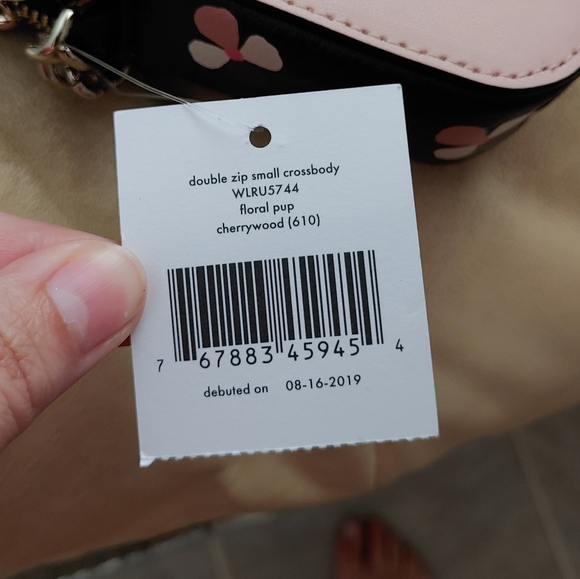 double zip small crossbody
WLRU5744
floral pup
cherrywood (610)
7 67883 45945 4
debuted on 08-16-2019